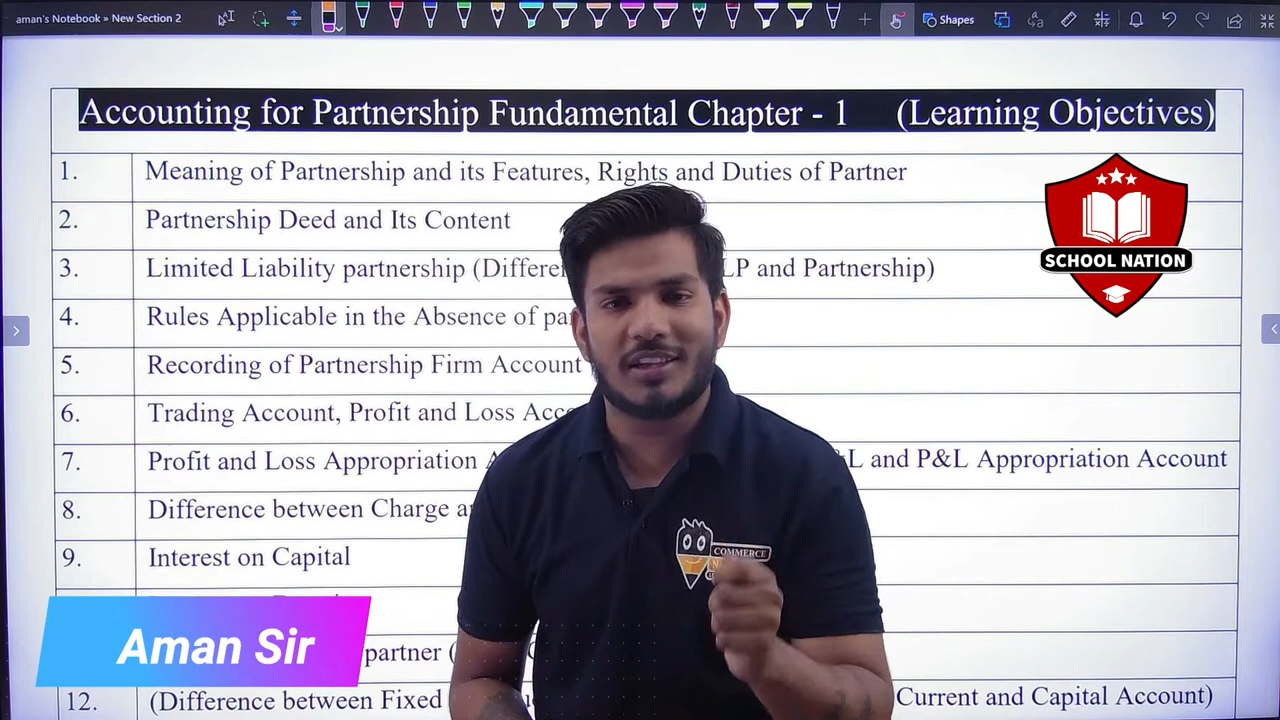 aman's Notebook » New Section 2
Shapes
Accounting for Partnership Fundamental Chapter - 1 (Learning Objectives)
1. Meaning of Partnership and its Features, Rights and Duties of Partner
2. Partnership Deed and Its Content
3. Limited Liability partnership (Differen LP and Partnership)
4. Rules Applicable in the Absence of pa
5. Recording of Partnership Firm Account
6. Trading Account, Profit and Loss Acco
7. Profit and Loss Appropriation A &L and P&L Appropriation Account
8. Difference between Charge a
9. Interest on Capital
partner (
12. (Difference between Fixed Current and Capital Account)
SCHOOL NATION
COMMERCE
Aman Sir